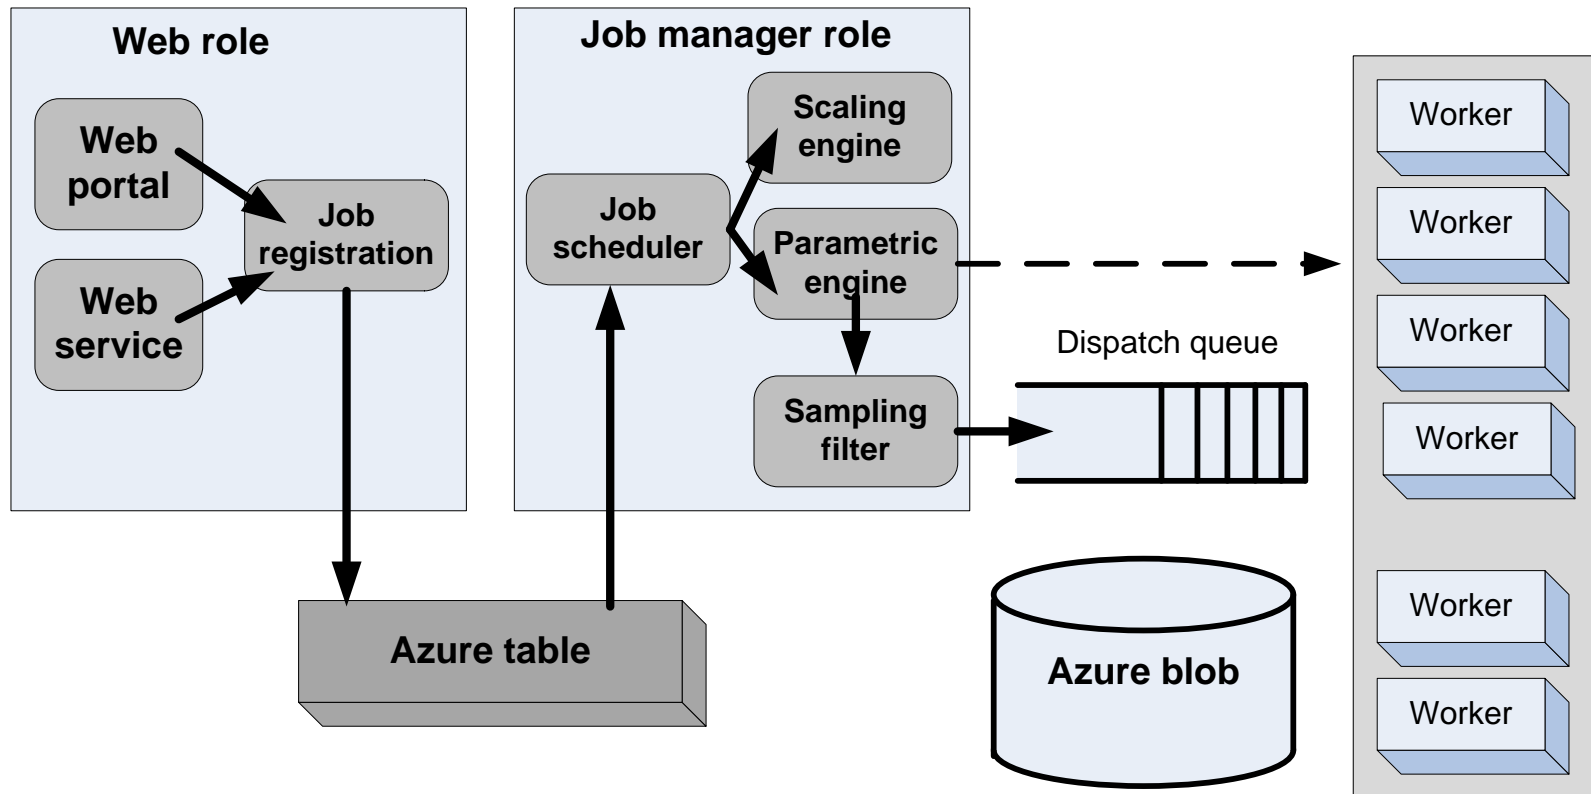 Web role
Web
portal
Web
service
Job
registration
Job manager role
Scaling
engine
Job
scheduler
Parametric
engine
Sampling
filter
Dispatch queue
Azure table
Azure blob
Worker
Worker
Worker
Worker
Worker
Worker